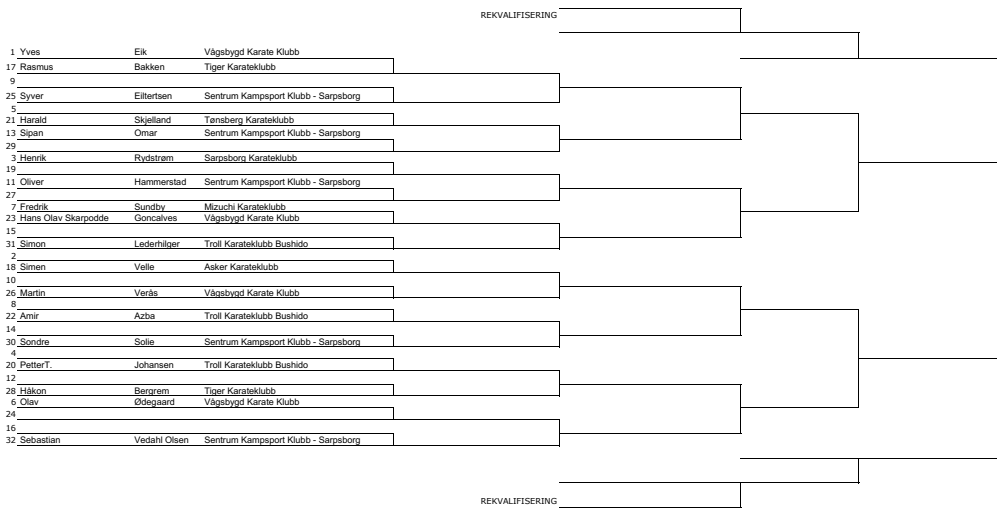 REKVALIFISERING
1 Yves Eik Vågsbygd Karate Klubb
17 Rasmus Bakken Tiger Karateklubb
9
25 Syver Eiltertsen Sentrum Kampsport Klubb - Sarpsborg
5
21 Harald Skjelland Tønsberg Karateklubb
13 Sipan Omar Sentrum Kampsport Klubb - Sarpsborg
29
3 Henrik Rydstrøm Sarpsborg Karateklubb
19
11 Oliver Hammerstad Sentrum Kampsport Klubb - Sarpsborg
27
7 Fredrik Sundby Mizuchi Karateklubb
23 Hans Olav Skarpodde Goncalves Vågsbygd Karate Klubb
15
31 Simon Lederhilger Troll Karateklubb Bushido
2
18 Simen Velle Asker Karateklubb
10
26 Martin Verås Vågsbygd Karate Klubb
8
22 Amir Azba Troll Karateklubb Bushido
14
30 Sondre Solie Sentrum Kampsport Klubb - Sarpsborg
4
20 PetterT. Johansen Troll Karateklubb Bushido
12
28 Håkon Bergrem Tiger Karateklubb
6 Olav Ødegaard Vågsbygd Karate Klubb
24
16
32 Sebastian Vedahl Olsen Sentrum Kampsport Klubb - Sarpsborg
REKVALIFISERING